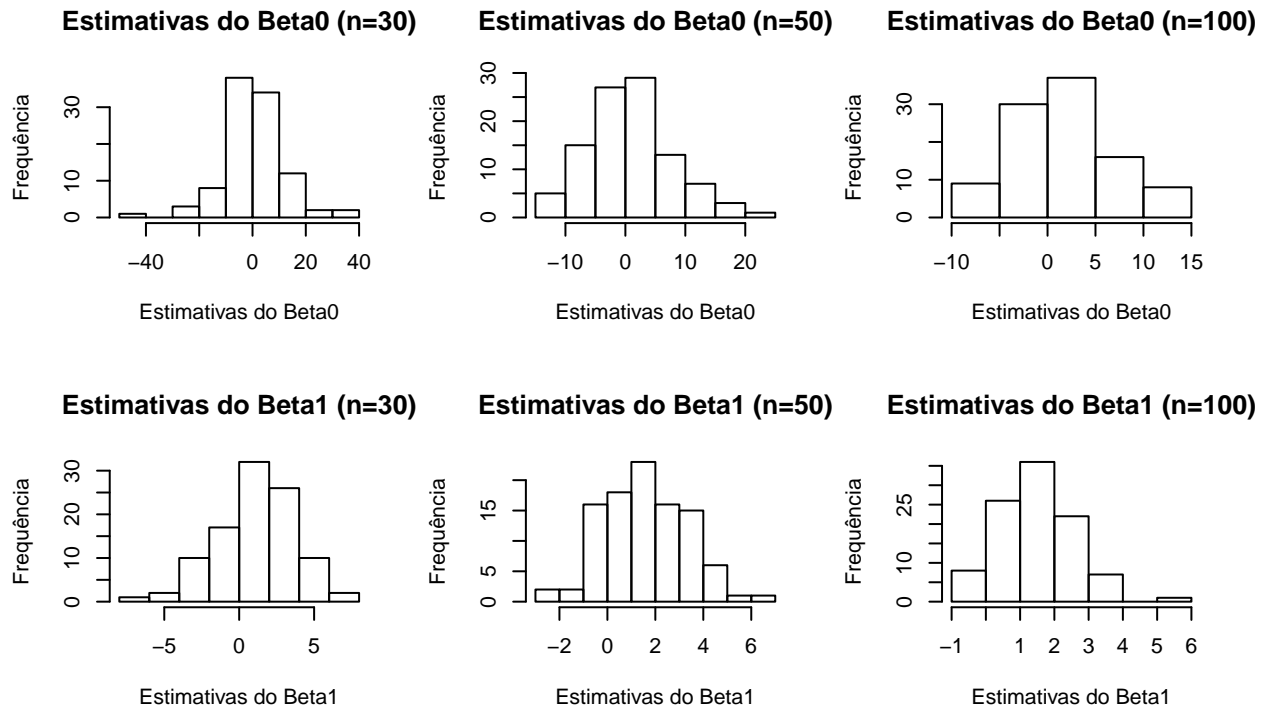 Estimativas do Beta0 (n=30)
Frequência
0 10 30
−40 0 20 40
Estimativas do Beta0
Estimativas do Beta0 (n=50)
Frequência
0 10 20 30
−10 0 10 20
Estimativas do Beta0
Estimativas do Beta0 (n=100)
Frequência
0 10 30
−10 0 5 10 15
Estimativas do Beta0
Estimativas do Beta1 (n=30)
Frequência
0 10 20 30
−5 0 5
Estimativas do Beta1
Estimativas do Beta1 (n=50)
Frequência
0 5 15
−2 0 2 4 6
Estimativas do Beta1
Estimativas do Beta1 (n=100)
Frequência
0 10 25
−1 1 2 3 4 5 6
Estimativas do Beta1